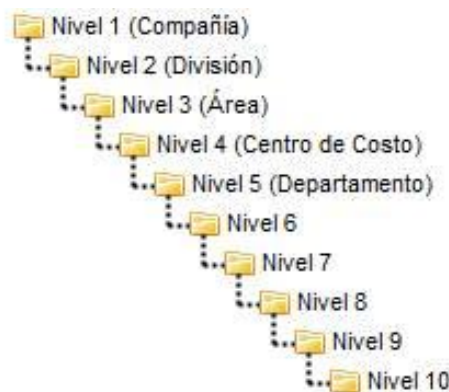 Nivel 1 (Compañía)
Nivel 2 (División)
Nivel 3 (Área)
Nivel 4 (Centro de Costo)
Nivel 5 (Departamento)
Nivel 6
Nivel 7
Nivel 8
Nivel 9
Nivel 10